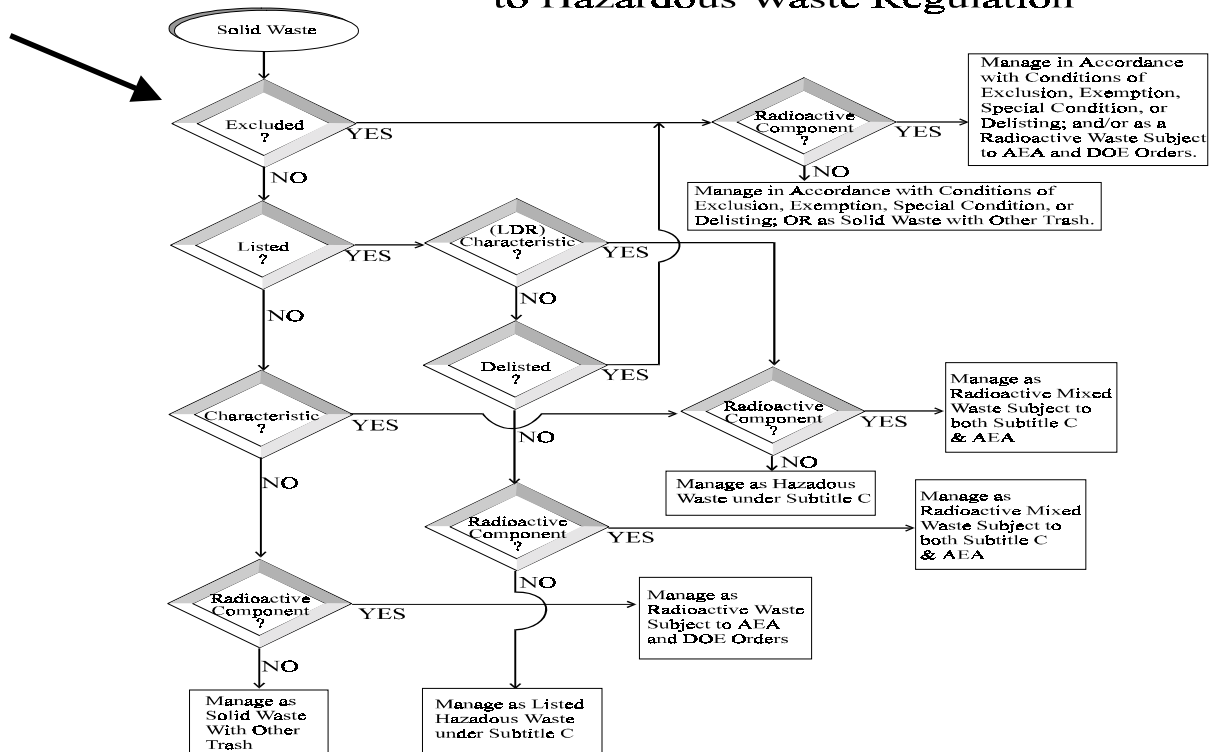 to Hazardous Waste Regulation
Solid Waste
Excluded
?
YES
NO
Radioactive
Component
?
YES
NO
Manage in Accordance
with Conditions of
Exclusion, Exemption,
Special Condition, or
Delisting; and/or as a
Radioactive Waste Subject
to AEA and DOE Orders.
Manage in Accordance with Conditions of
Exclusion, Exemption, Special Condition, or
Delisting; OR as Solid Waste with Other Trash.
Listed
?
YES
NO
(LDR)
Characteristic
?
YES
NO
Delisted
?
YES
NO
Characteristic
?
YES
NO
Radioactive
Component
?
YES
NO
Manage as
Radioactive Mixed
Waste Subject to
both Subtitle C
& AEA
Manage as Hazadous
Waste under Subtitle C
Radioactive
Component
?
YES
NO
Manage as
Radioactive Mixed
Waste Subject to
both Subtitle C
& AEA
Radioactive
Component
?
YES
NO
Manage as
Radioactive Waste
Subject to AEA
and DOE Orders
Manage as
Solid Waste
With Other
Trash
Manage as Listed
Hazadous Waste
under Subtitle C